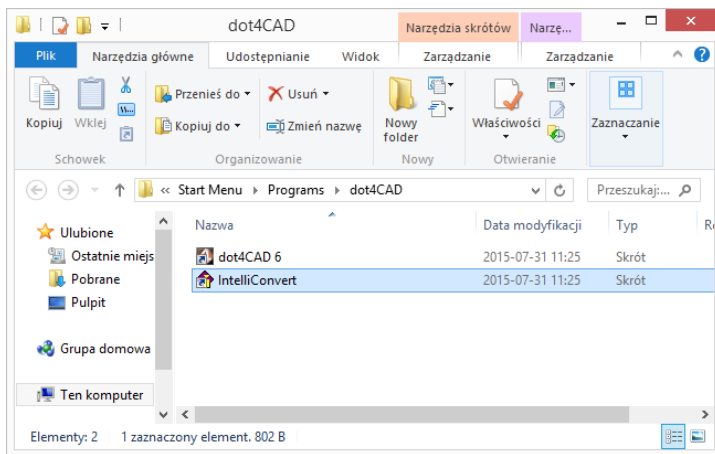 dot4CAD
Narzędzia skrótów
Narzę...
Plik
Narzędzia główne
Udostępnianie
Widok
Zarządzanie
Zarządzanie
Kopiuj
Wklej
W...
Przenieś do
Kopiuj do
Usuń
Zmień nazwę
Nowy
folder
Właściwości
Zaznaczanie
Schowek
Organizowanie
Nowy
Otwieranie
« Start Menu Programs dot4CAD
Przeszukaj:...
Ulubione
Ostatnie miejs
Pobrane
Pulpit
Grupa domowa
Ten komputer
Nazwa
Data modyfikacji
Typ
R
dot4CAD 6
2015-07-31 11:25
Skrót
IntelliConvert
2015-07-31 11:25
Skrót
Elementy: 2
1 zaznaczony element. 802 B